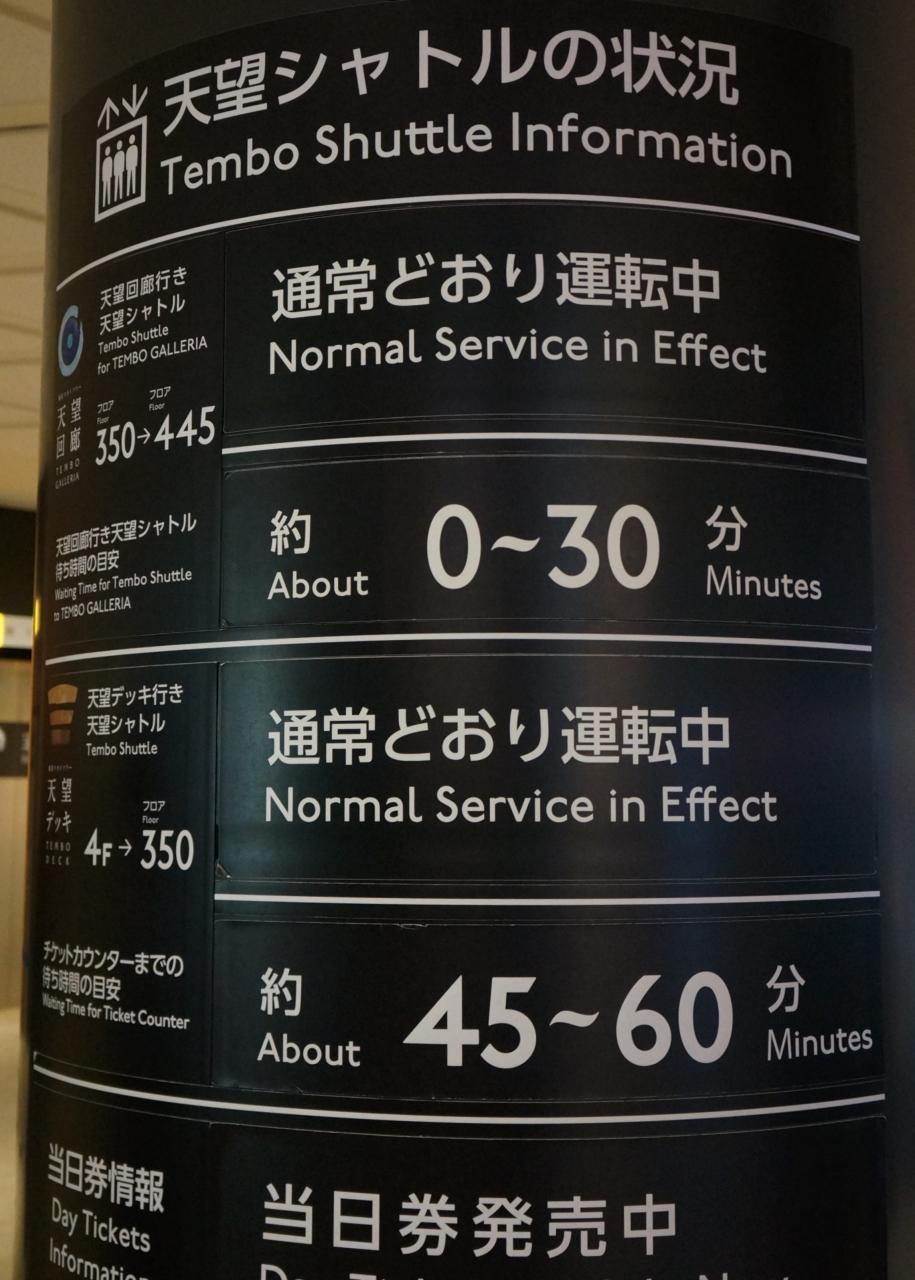 天望シャトルの状況
Tembo Shuttle Information
天望回廊行き
天望シャトル
Tembo Shuttle
for TEMBO GALLERIA
天望
回廊
TEMBO
GALLERIA
フロア フロア
Floor Floor
350→445
通常どおり運転中
Normal Service in Effect
天望回廊行き天望シャトル
待ち時間の目安
Waiting Time for Tembo Shuttle
to TEMBO GALLERIA
約 0~30 分
About Minutes
天望デッキ行き
天望シャトル
Tembo Shuttle
天望
デッキ
TEMBO
DECK
フロア
Floor
4F→350
通常どおり運転中
Normal Service in Effect
チケットカウンターまでの
待ち時間の目安
Waiting Time for Ticket Counter
約 45~60 分
About Minutes
当日券情報
Day Tickets
Information
当日券発売中